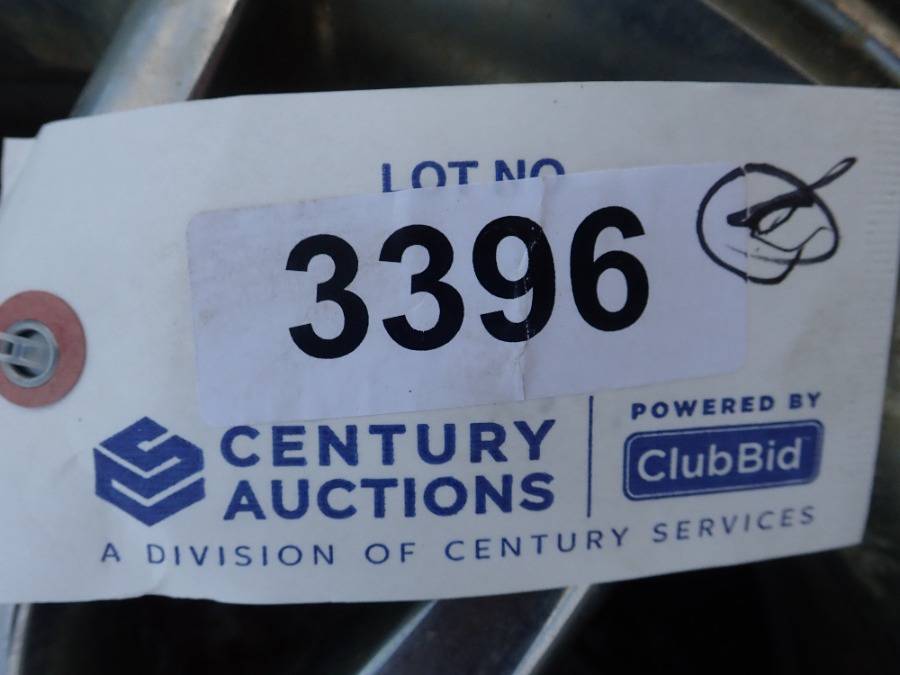 LOT NO
3396
CENTURY
AUCTIONS
POWERED BY
ClubBid
A DIVISION OF CENTURY SERVICES